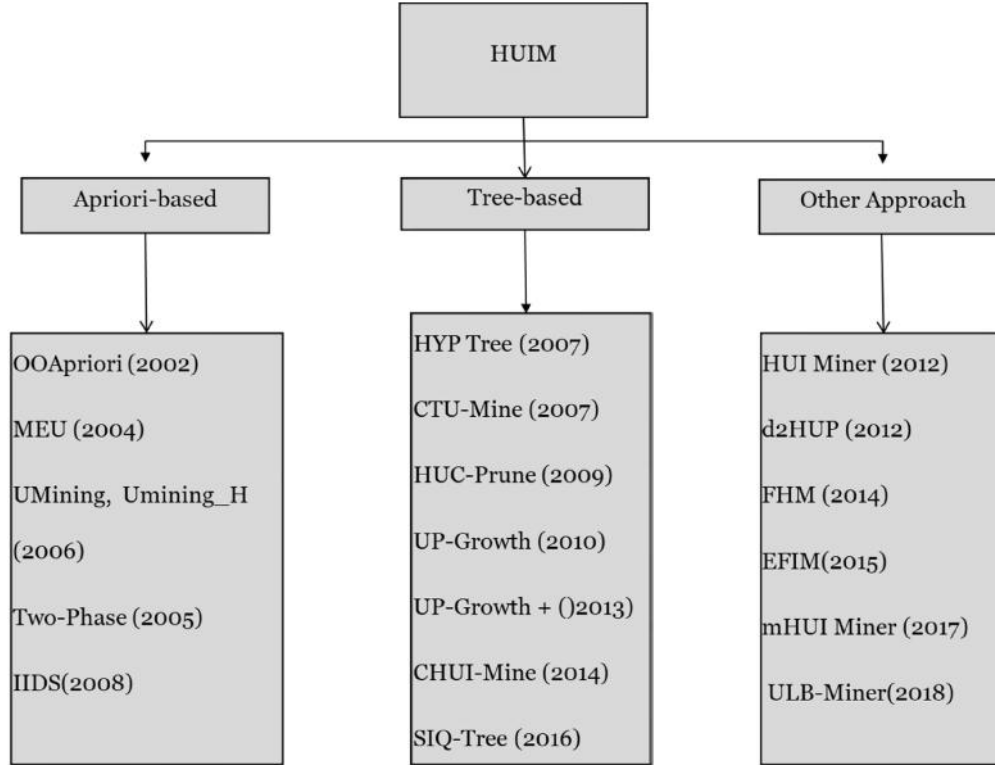 HUIM
Apriori-based
Tree-based
Other Approach
OOApriori (2002)
MEU (2004)
UMining, Umining_H
(2006)
Two-Phase (2005)
IIDS(2008)
HYP Tree (2007)
CTU-Mine (2007)
HUC-Prune (2009)
UP-Growth (2010)
UP-Growth + ()2013)
CHUI-Mine (2014)
SIQ-Tree (2016)
HUI Miner (2012)
d2HUP (2012)
FHM (2014)
EFIM(2015)
mHUI Miner (2017)
ULB-Miner(2018)